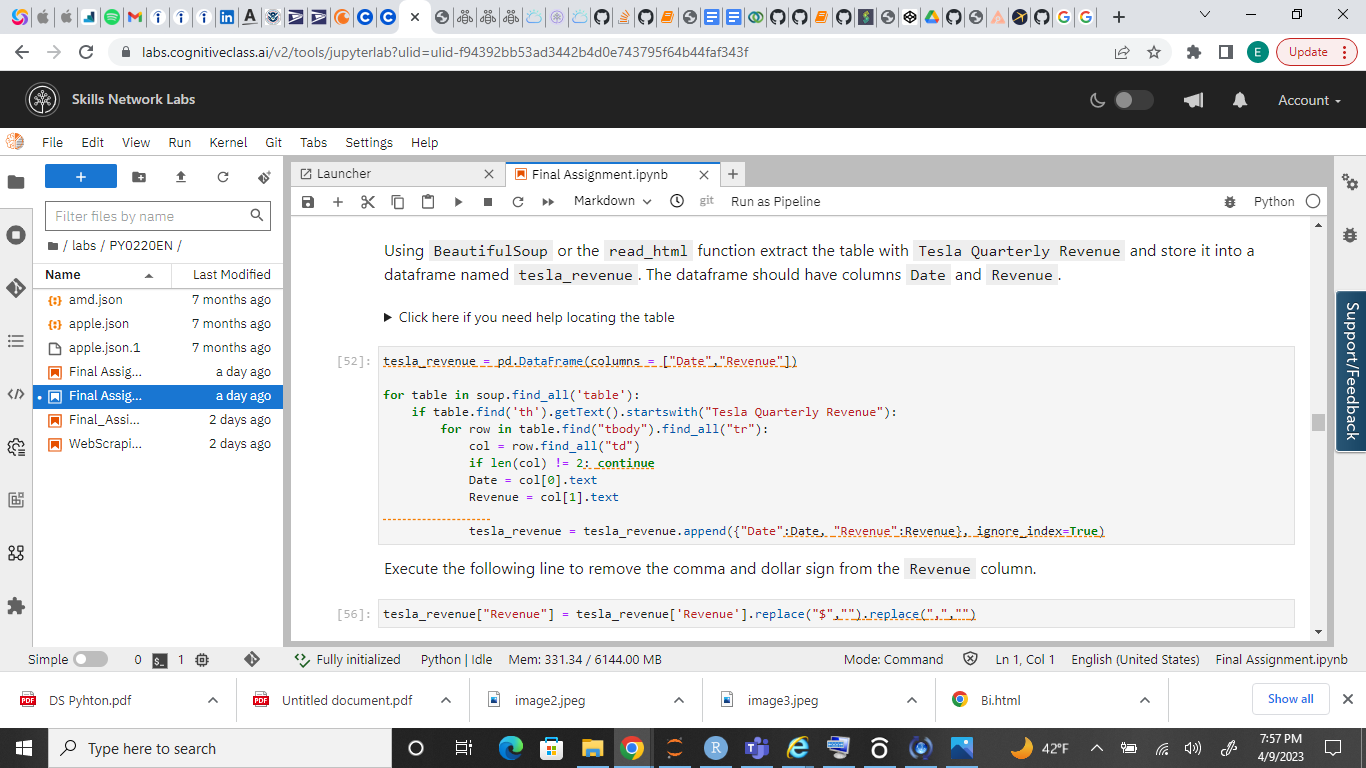 labs.cognitiveclass.ai/v2/tools/jupyterlab?ulid=ulid-f94392bb53ad3442b4d0e743795f64b44faf343f
E
Update
Skills Network Labs
Account
File Edit View Run Kernel Git Tabs Settings Help
+
Launcher
Final Assignment.ipynb
Markdown
git
Run as Pipeline
Python
Filter files by name
/ labs / PY0220EN /
Name Last Modified
amd.json 7 months ago
apple.json 7 months ago
apple.json.1 7 months ago
Final Assig... a day ago
Final Assig... a day ago
Final_Assi... 2 days ago
WebScrapi... 2 days ago
Using BeautifulSoup or the read_html function extract the table with Tesla Quarterly Revenue and store it into a
dataframe named tesla_revenue. The dataframe should have columns Date and Revenue.
Click here if you need help locating the table
[52]: tesla_revenue = pd.DataFrame(columns = ["Date","Revenue"])
for table in soup.find_all('table'):
if table.find('th').getText().startswith("Tesla Quarterly Revenue"):
for row in table.find("tbody").find_all("tr"):
col = row.find_all("td")
if len(col) != 2: continue
Date = col[0].text
Revenue = col[1].text
tesla_revenue = tesla_revenue.append({"Date":Date, "Revenue":Revenue}, ignore_index=True)
Execute the following line to remove the comma and dollar sign from the Revenue column.
[56]: tesla_revenue["Revenue"] = tesla_revenue['Revenue'].replace("$","").replace(",","")
Support/Feedback
Simple 0 1 Fully initialized Python | Idle Mem: 331.34 / 6144.00 MB Mode: Command Ln 1, Col 1 English (United States) Final Assignment.ipynb
DS Pyhton.pdf
Untitled document.pdf
image2.jpeg
image3.jpeg
Bi.html
Show all
Type here to search
42°F
7:57 PM
4/9/2023